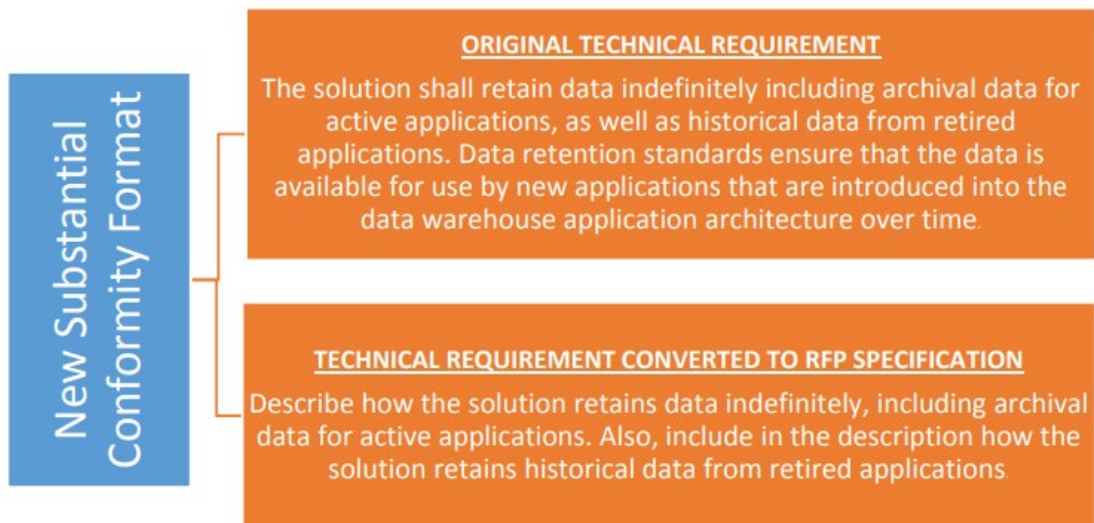 New Substantial
Conformity Format
ORIGINAL TECHNICAL REQUIREMENT
The solution shall retain data indefinitely including archival data for
active applications, as well as historical data from retired
applications. Data retention standards ensure that the data is
available for use by new applications that are introduced into the
data warehouse application architecture over time.
TECHNICAL REQUIREMENT CONVERTED TO RFP SPECIFICATION
Describe how the solution retains data indefinitely, including archival
data for active applications. Also, include in the description how the
solution retains historical data from retired applications.